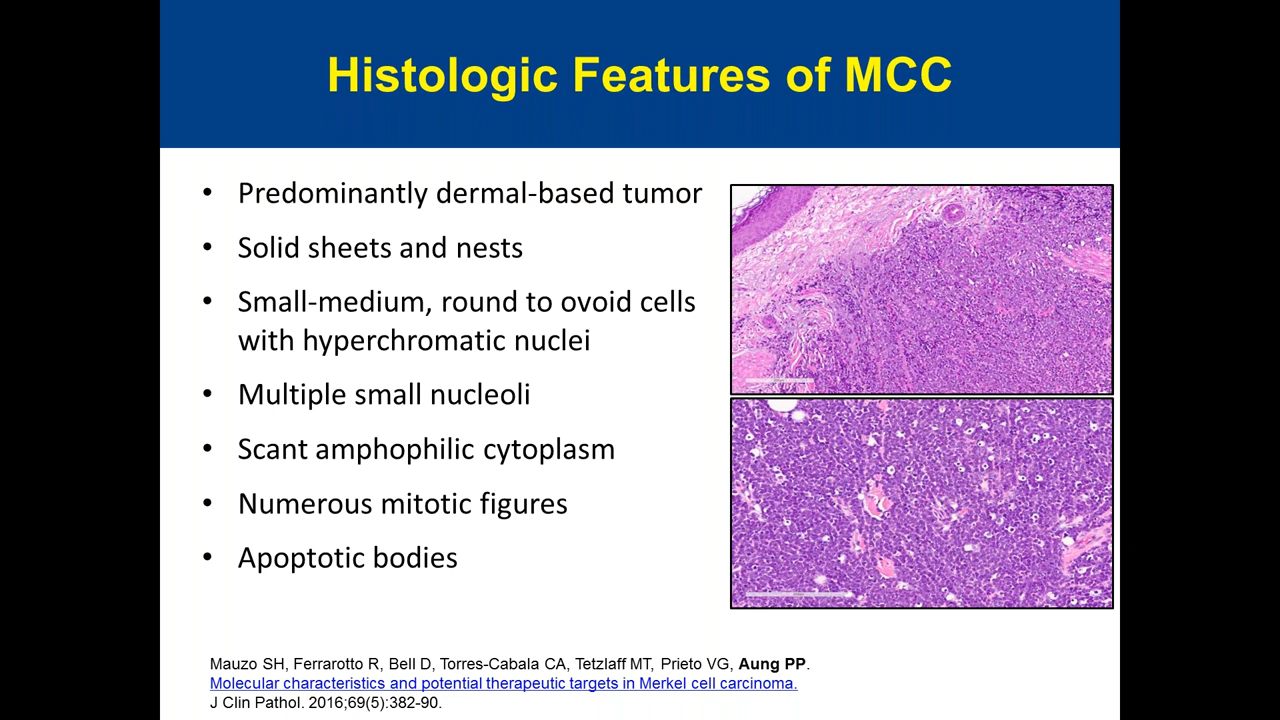 Histologic Features of MCC
• Predominantly dermal-based tumor
• Solid sheets and nests
• Small-medium, round to ovoid cells
with hyperchromatic nuclei
• Multiple small nucleoli
• Scant amphophilic cytoplasm
• Numerous mitotic figures
• Apoptotic bodies
Mauzo SH, Ferrarotto R, Bell D, Torres-Cabala CA, Tetzlaff MT, Prieto VG, Aung PP.
Molecular characteristics and potential therapeutic targets in Merkel cell carcinoma.
J Clin Pathol. 2016;69(5):382-90.